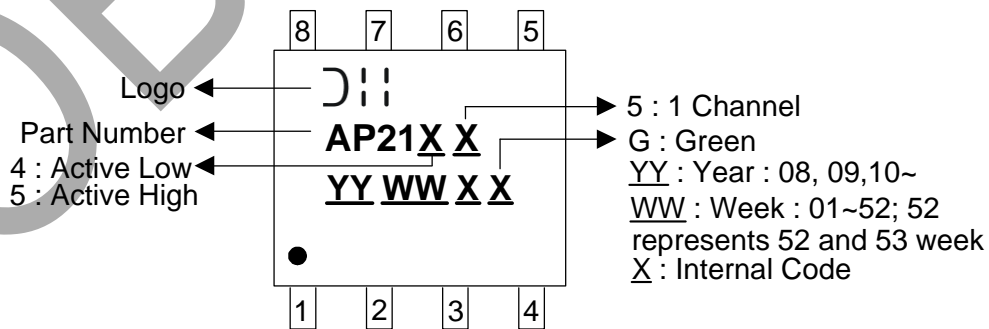 8 7 6 5
Logo
Part Number
4 : Active Low
5 : Active High
AP21X X
YY WW X X
5 : 1 Channel
G : Green
YY : Year : 08, 09,10~
WW : Week : 01~52; 52
represents 52 and 53 week
X : Internal Code
1 2 3 4